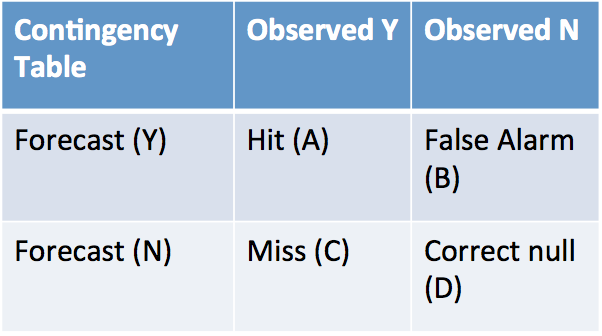 Contingency Table
Observed Y
Observed N
Forecast (Y)
Hit (A)
False Alarm (B)
Forecast (N)
Miss (C)
Correct null (D)